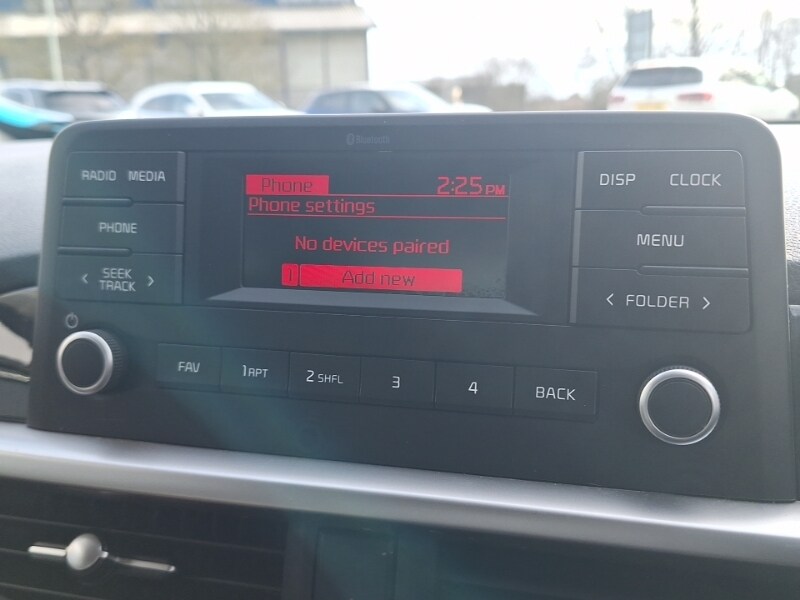 Bluetooth
RADIO MEDIA
PHONE
< SEEK TRACK >
Phone 2:25 PM
Phone settings
No devices paired
i Add new
DISP CLOCK
MENU
< FOLDER >
FAV 1 RPT 2 SHFL 3 4 BACK